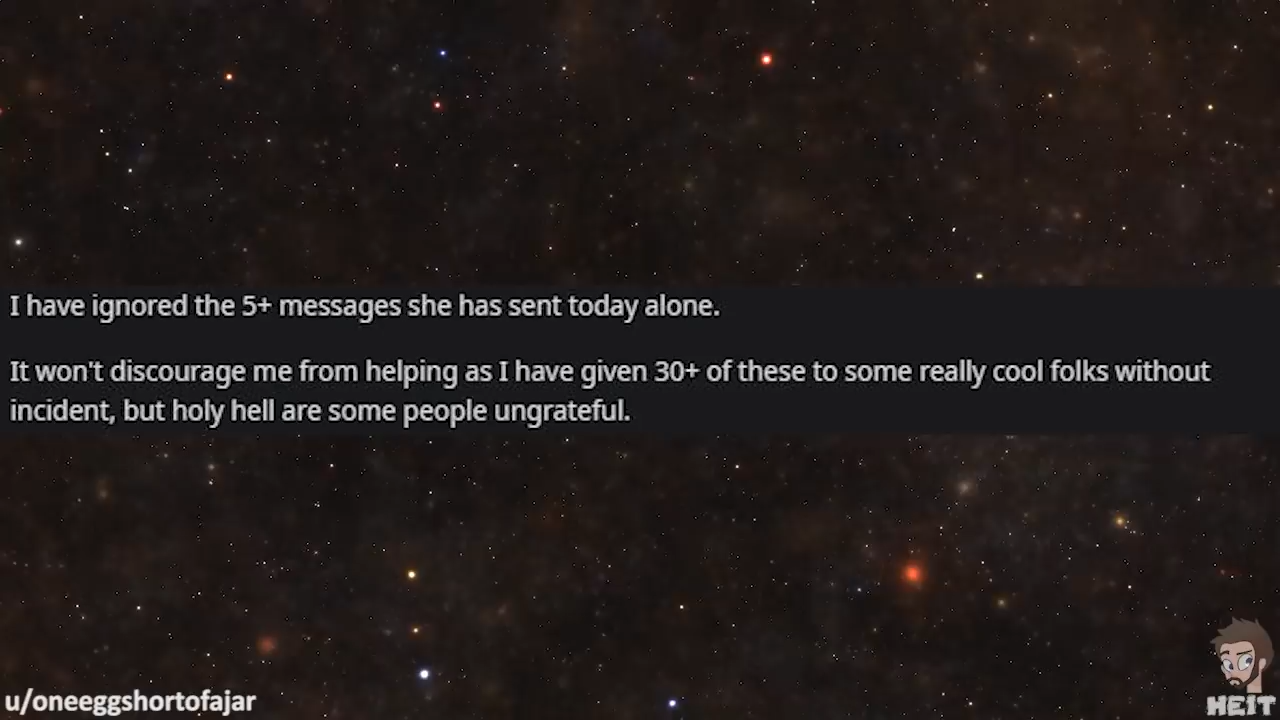 I have ignored the 5+ messages she has sent today alone.
It won't discourage me from helping as I have given 30+ of these to some really cool folks without
incident, but holy hell are some people ungrateful.
u/oneeggshortofajar
HEIT